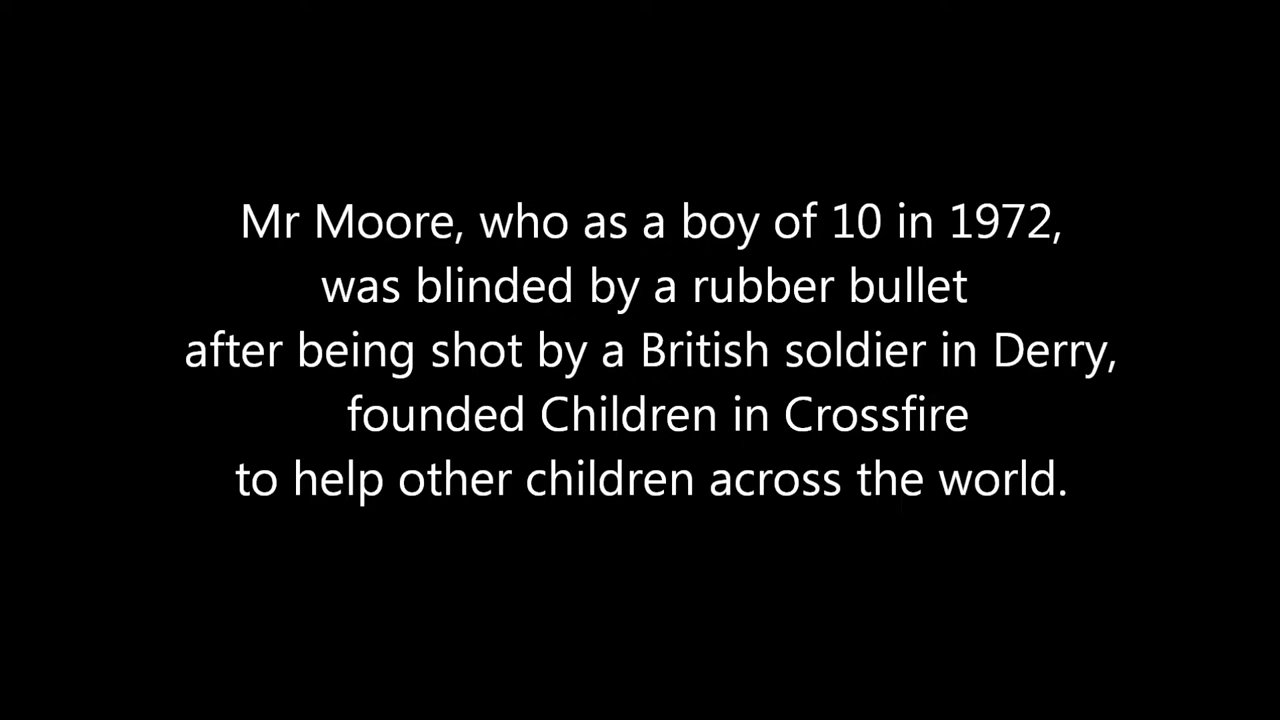 Mr Moore, who as a boy of 10 in 1972,
was blinded by a rubber bullet
after being shot by a British soldier in Derry,
founded Children in Crossfire
to help other children across the world.